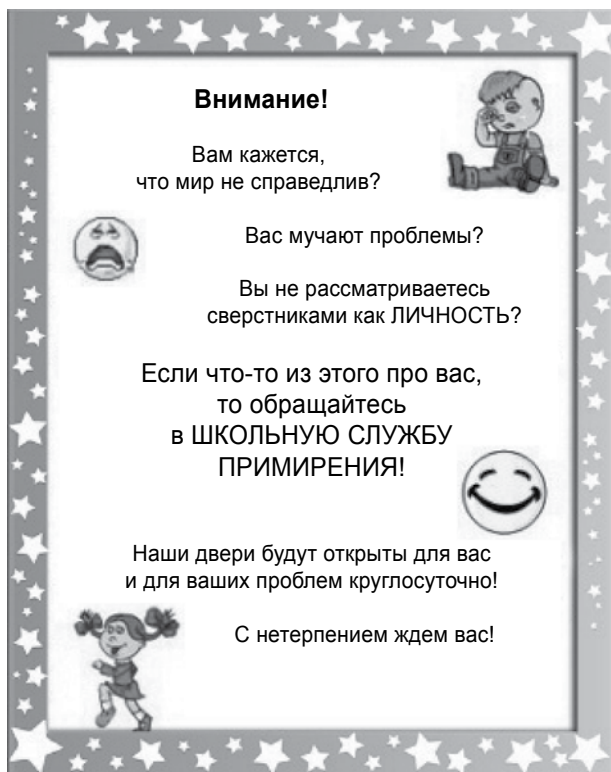 Внимание!
Вам кажется,
что мир не справедлив?
Вас мучают проблемы?
Вы не рассматриваетесь
сверстниками как ЛИЧНОСТЬ?
Если что-то из этого про вас,
то обращайтесь
в ШКОЛЬНУЮ СЛУЖБУ
ПРИМИРЕНИЯ!
Наши двери будут открыты для вас
и для ваших проблем круглосуточно!
С нетерпением ждем вас!